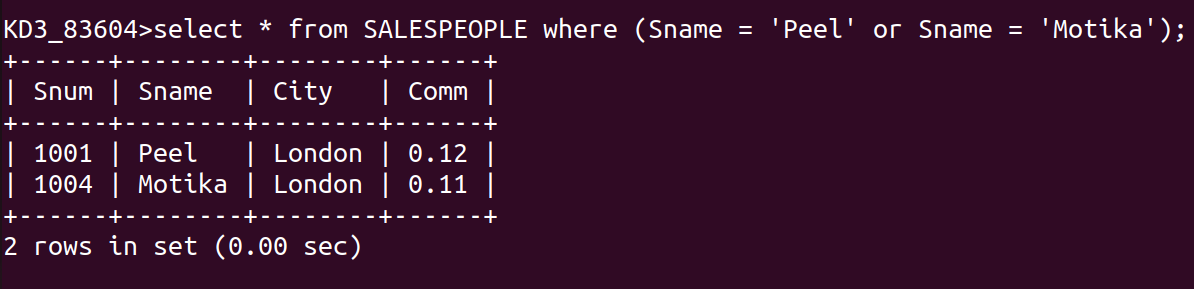 KD3_83604>select * from SALESPEOPLE where (Sname = 'Peel' or Sname = 'Motika');
+------+--------+--------+------+
| Snum | Sname  | City   | Comm |
+------+--------+--------+------+
| 1001 | Peel   | London | 0.12 |
| 1004 | Motika | London | 0.11 |
+------+--------+--------+------+
2 rows in set (0.00 sec)